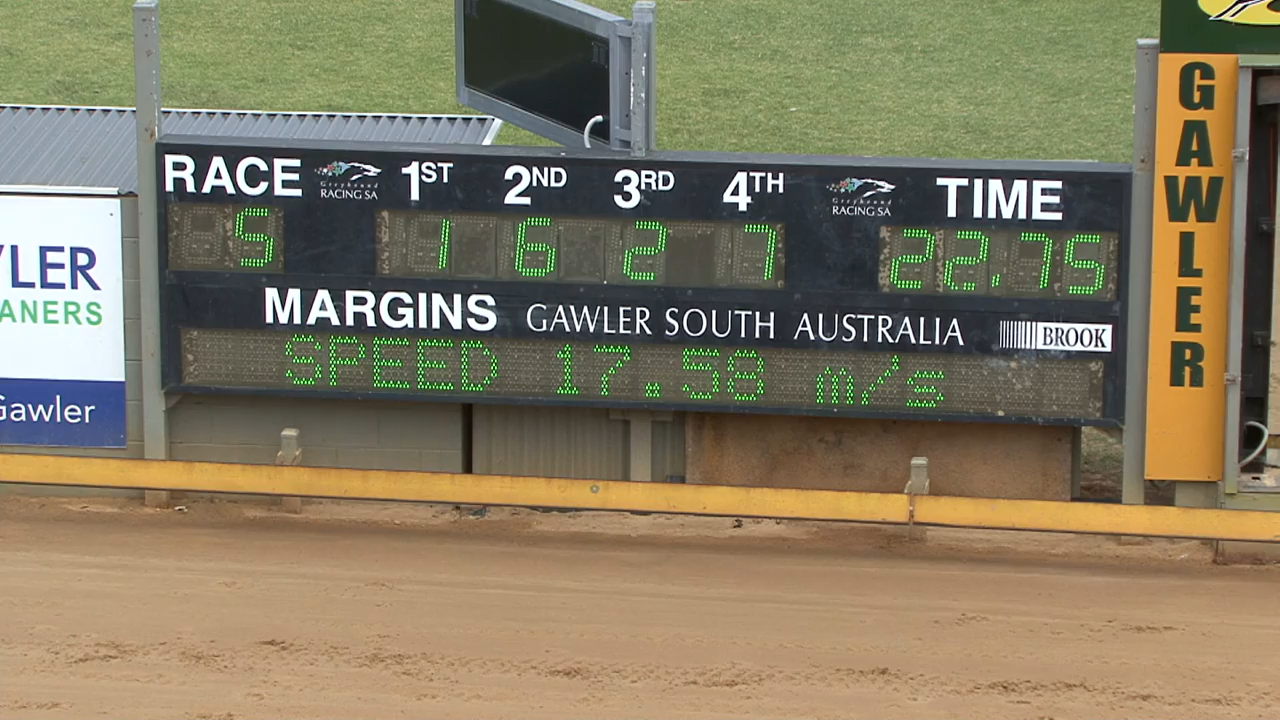 RACE Greyhound RACING SA 1ST 2ND 3RD 4TH Greyhound RACING SA TIME
5 1 6 2 7 22.75
MARGINS GAWLER SOUTH AUSTRALIA BROOK
SPEED 17.58 m/s
GAWLER
LER
ANERS
Gawler